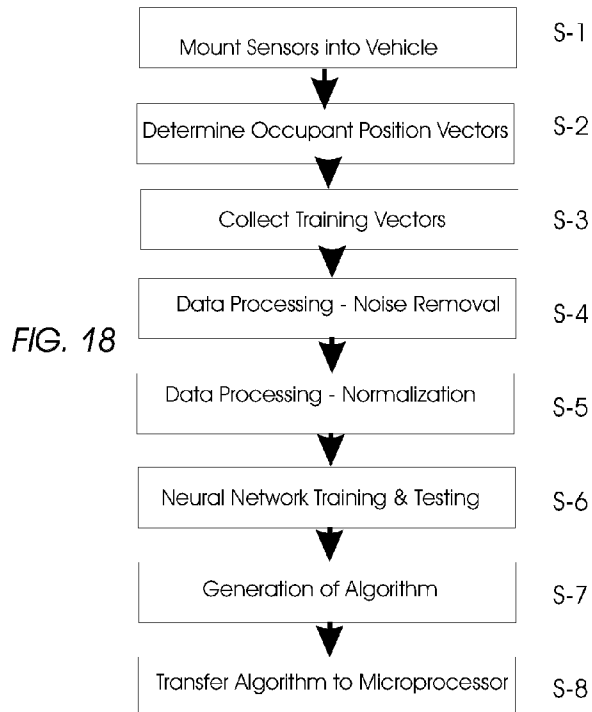 Mount Sensors into Vehicle S-1
Determine Occupant Position Vectors S-2
Collect Training Vectors S-3
Data Processing - Noise Removal S-4
FIG. 18
Data Processing - Normalization S-5
Neural Network Training & Testing S-6
Generation of Algorithm S-7
Transfer Algorithm to Microprocessor S-8